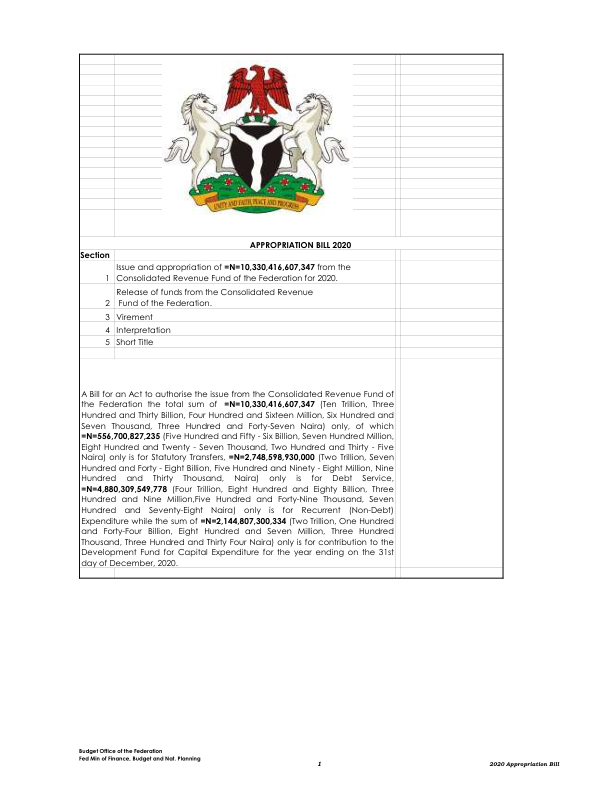 UNITY AND FAITH, PEACE AND PROGRESS
APPROPRIATION BILL 2020
Section
Issue and appropriation of =N=10,330,416,607,347 from the
1 Consolidated Revenue Fund of the Federation for 2020.
Release of funds from the Consolidated Revenue
2 Fund of the Federation.
3 Virement
4 Interpretation
5 Short Title
A Bill for an Act to authorise the issue from the Consolidated Revenue Fund of
the Federation the total sum of =N=10,330,416,607,347 (Ten Trillion, Three
Hundred and Thirty Billion, Four Hundred and Sixteen Million, Six Hundred and
Seven Thousand, Three Hundred and Forty-Seven Naira) only, of which
=N=556,700,827,235 (Five Hundred and Fifty - Six Billion, Seven Hundred Million,
Eight Hundred and Twenty - Seven Thousand, Two Hundred and Thirty - Five
Naira) only is for Statutory Transfers, =N=2,748,598,930,000 (Two Trillion, Seven
Hundred and Forty - Eight Billion, Five Hundred and Ninety - Eight Million, Nine
Hundred and Thirty Thousand, Naira) only is for Debt Service,
=N=4,880,309,549,778 (Four Trillion, Eight Hundred and Eighty Billion, Three
Hundred and Nine Million,Five Hundred and Forty-Nine Thousand, Seven
Hundred and Seventy-Eight Naira) only is for Recurrent (Non-Debt)
Expenditure while the sum of =N=2,144,807,300,334 (Two Trillion, One Hundred
and Forty-Four Billion, Eight Hundred and Seven Million, Three Hundred
Thousand, Three Hundred and Thirty Four Naira) only is for contribution to the
Development Fund for Capital Expenditure for the year ending on the 31st
day of December, 2020.
Budget Office of the Federation
Fed Min of Finance, Budget and Nat. Planning
1
2020 Appropriation Bill